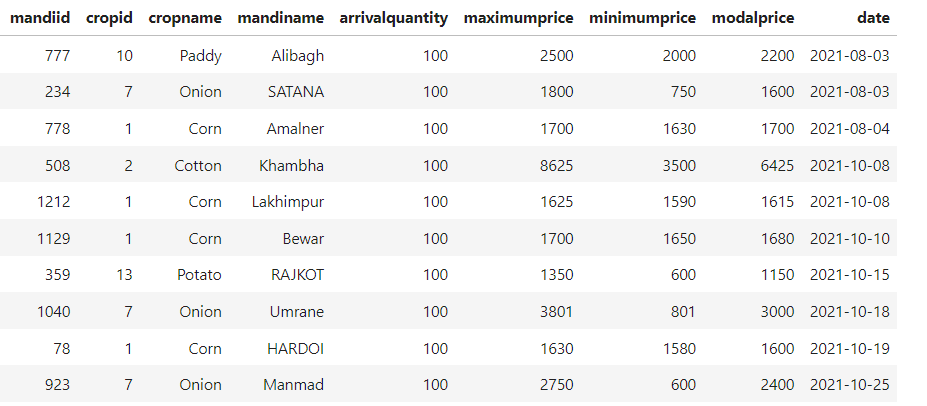 mandiid cropid cropname mandiname arrivalquantity maximumprice minimumprice modalprice date
777 10 Paddy Alibagh 100 2500 2000 2200 2021-08-03
234 7 Onion SATANA 100 1800 750 1600 2021-08-03
778 1 Corn Amalner 100 1700 1630 1700 2021-08-04
508 2 Cotton Khambha 100 8625 3500 6425 2021-10-08
1212 1 Corn Lakhimpur 100 1625 1590 1615 2021-10-08
1129 1 Corn Bewar 100 1700 1650 1680 2021-10-10
359 13 Potato RAJKOT 100 1350 600 1150 2021-10-15
1040 7 Onion Umrane 100 3801 801 3000 2021-10-18
78 1 Corn HARDOI 100 1630 1580 1600 2021-10-19
923 7 Onion Manmad 100 2750 600 2400 2021-10-25